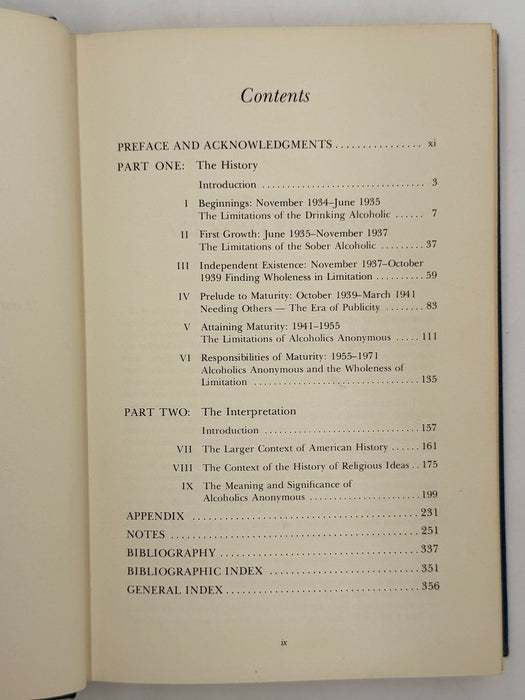 Contents
PREFACE AND ACKNOWLEDGMENTS ................ xi
PART ONE: The History
Introduction ................................. 3
I Beginnings: November 1934–June 1935
The Limitations of the Drinking Alcoholic ...... 7
II First Growth: June 1935–November 1937
The Limitations of the Sober Alcoholic ......... 37
III Independent Existence: November 1937–October
1939 Finding Wholeness in Limitation .......... 59
IV Prelude to Maturity: October 1939–March 1941
Needing Others — The Era of Publicity ........ 83
V Attaining Maturity: 1941–1955
The Limitations of Alcoholics Anonymous ..... 111
VI Responsibilities of Maturity: 1955–1971
Alcoholics Anonymous and the Wholeness of
Limitation .................................. 135
PART TWO: The Interpretation
Introduction ................................ 157
VII The Larger Context of American History ...... 161
VIII The Context of the History of Religious Ideas .. 175
IX The Meaning and Significance of
Alcoholics Anonymous ...................... 199
APPENDIX .......................................... 231
NOTES .............................................. 251
BIBLIOGRAPHY ..................................... 337
BIBLIOGRAPHIC INDEX ............................. 351
GENERAL INDEX .................................... 356
ix